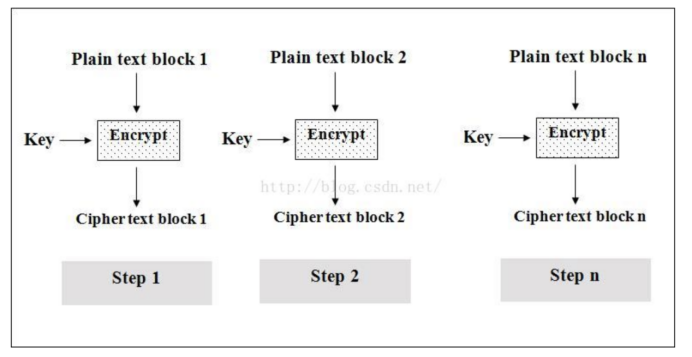 Plain text block 1 Plain text block 2 Plain text block n
Key Encrypt Key Encrypt Key Encrypt
http://blog.csdn.net/
Cipher text block 1 Cipher text block 2 Cipher text block n
Step 1 Step 2 Step n